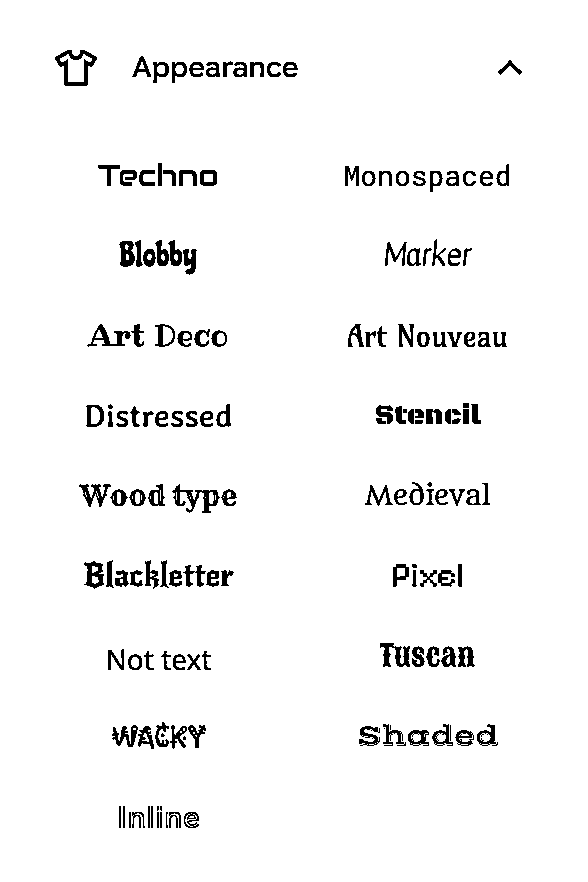 Appearance
Techno Monospaced
Blobby Marker
Art Deco Art Nouveau
Distressed Stencil
Wood type Medieval
Blackletter Pixel
Not text Tuscan
WACKY Shaded
Inline